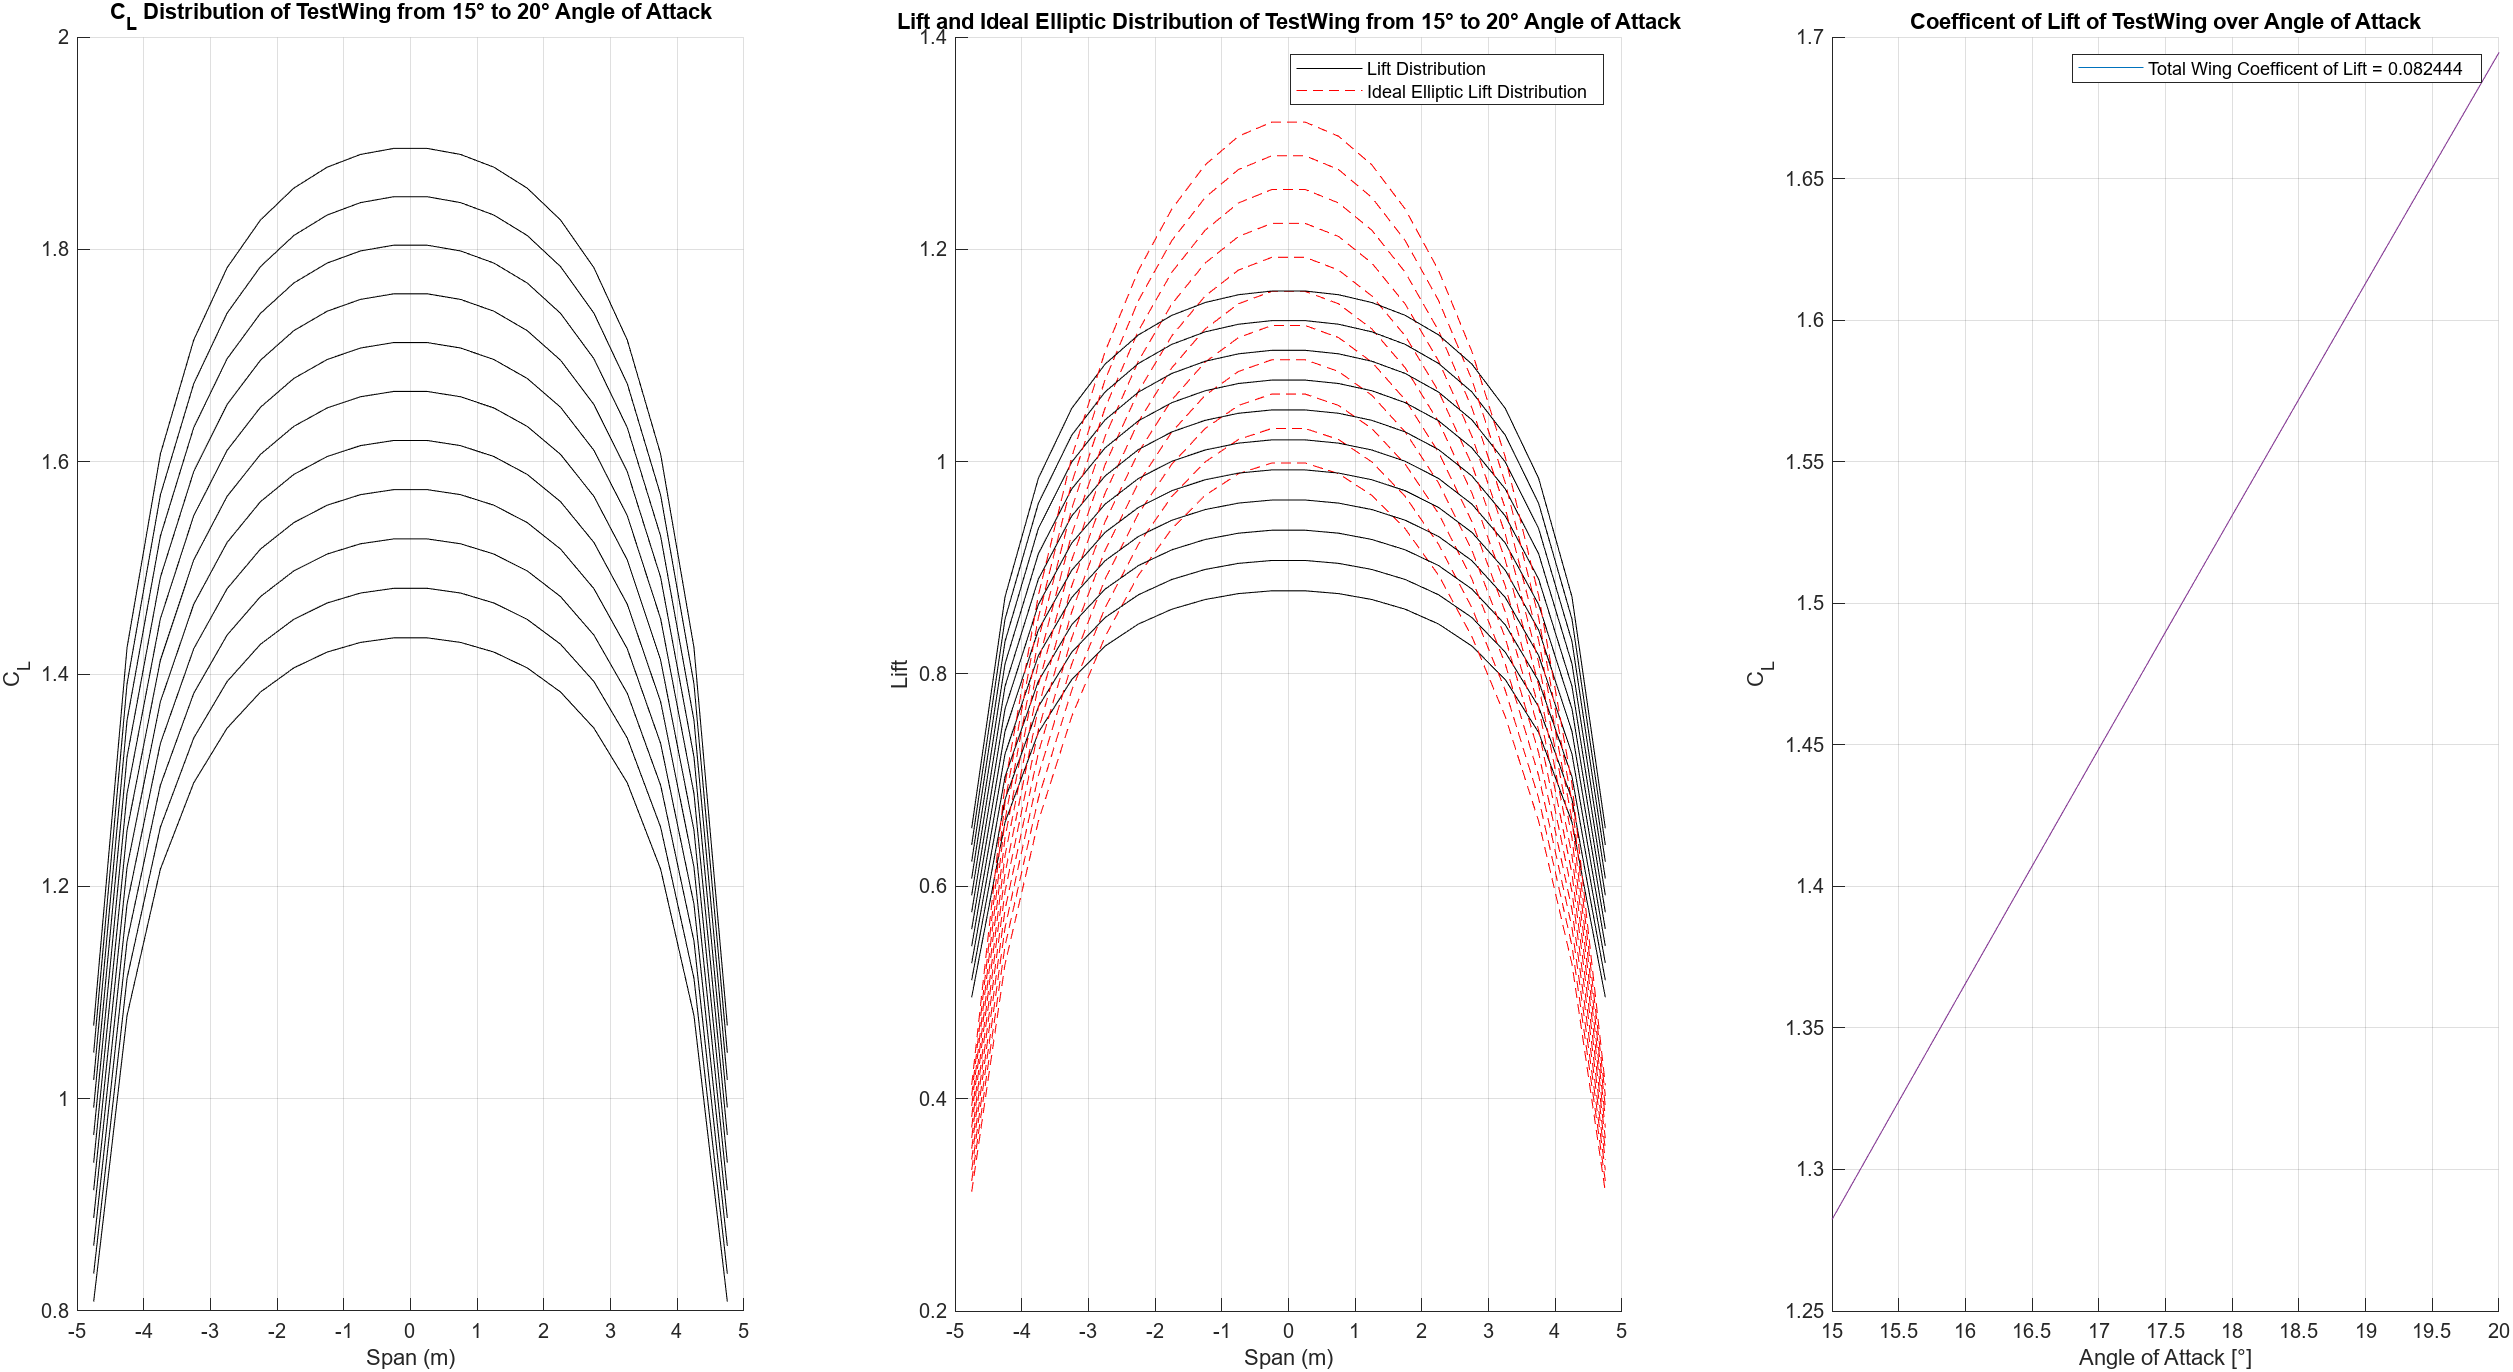 C_L Distribution of TestWing from 15° to 20° Angle of Attack
2
1.8
1.6
1.4
1.2
1
0.8
C_L
-5 -4 -3 -2 -1 0 1 2 3 4 5
Span (m)
Lift and Ideal Elliptic Distribution of TestWing from 15° to 20° Angle of Attack
Lift Distribution
Ideal Elliptic Lift Distribution
1.4
1.2
1
0.8
0.6
0.4
0.2
Lift
-5 -4 -3 -2 -1 0 1 2 3 4 5
Span (m)
Coefficent of Lift of TestWing over Angle of Attack
Total Wing Coefficent of Lift = 0.082444
1.7
1.65
1.6
1.55
1.5
1.45
1.4
1.35
1.3
1.25
C_L
15 15.5 16 16.5 17 17.5 18 18.5 19 19.5 20
Angle of Attack [°]